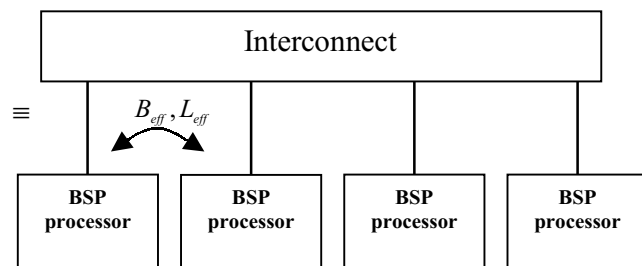 Interconnect
≡
B_eff, L_eff
BSP processor
BSP processor
BSP processor
BSP processor